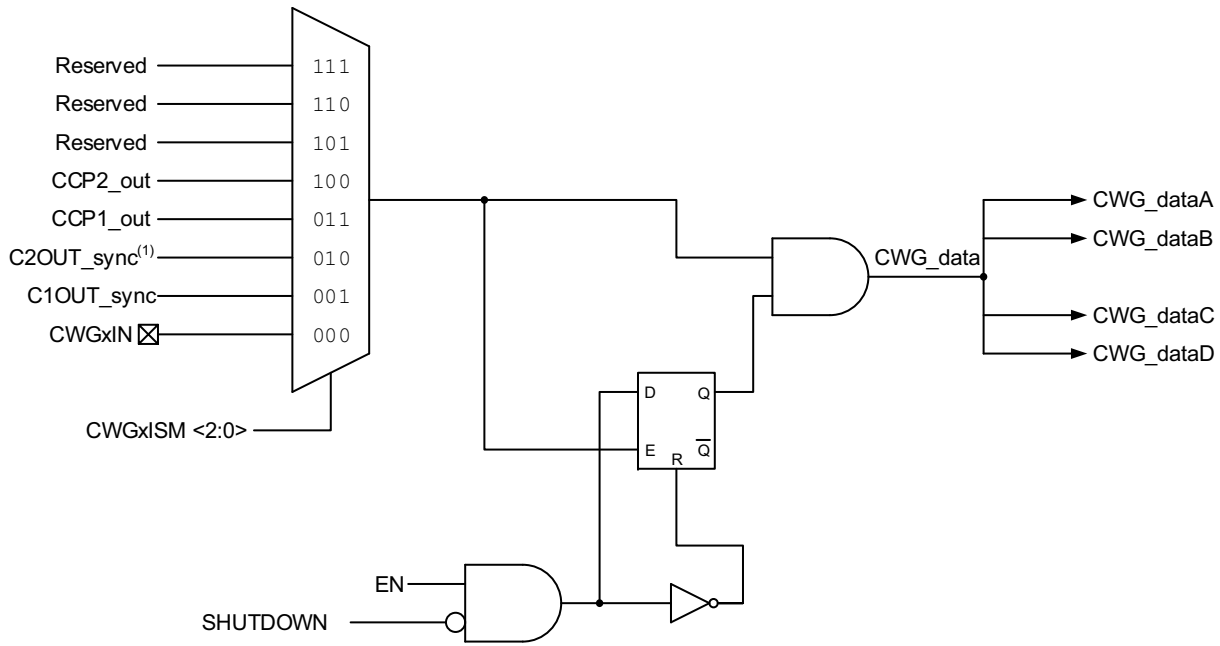 Reserved 111
Reserved 110
Reserved 101
CCP2_out 100
CCP1_out 011
C2OUT_sync(1) 010
C1OUT_sync 001
CWGxIN 000
CWGxISM <2:0>
CWG_data
CWG_dataA
CWG_dataB
CWG_dataC
CWG_dataD
D Q
E Q̅
R
EN
SHUTDOWN